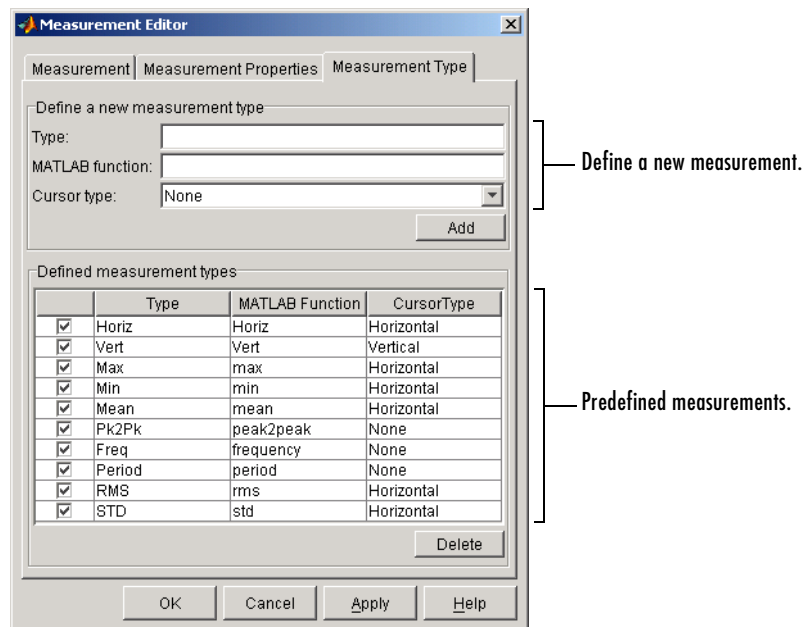 Measurement Editor
Measurement Measurement Properties Measurement Type
Define a new measurement type
Type:
MATLAB function:
Cursor type: None
Add
Define a new measurement.
Defined measurement types
Type MATLAB Function CursorType
Horiz Horiz Horizontal
Vert Vert Vertical
Max max Horizontal
Min min Horizontal
Mean mean Horizontal
Pk2Pk peak2peak None
Freq frequency None
Period period None
RMS rms Horizontal
STD std Horizontal
Predefined measurements.
Delete
OK Cancel Apply Help